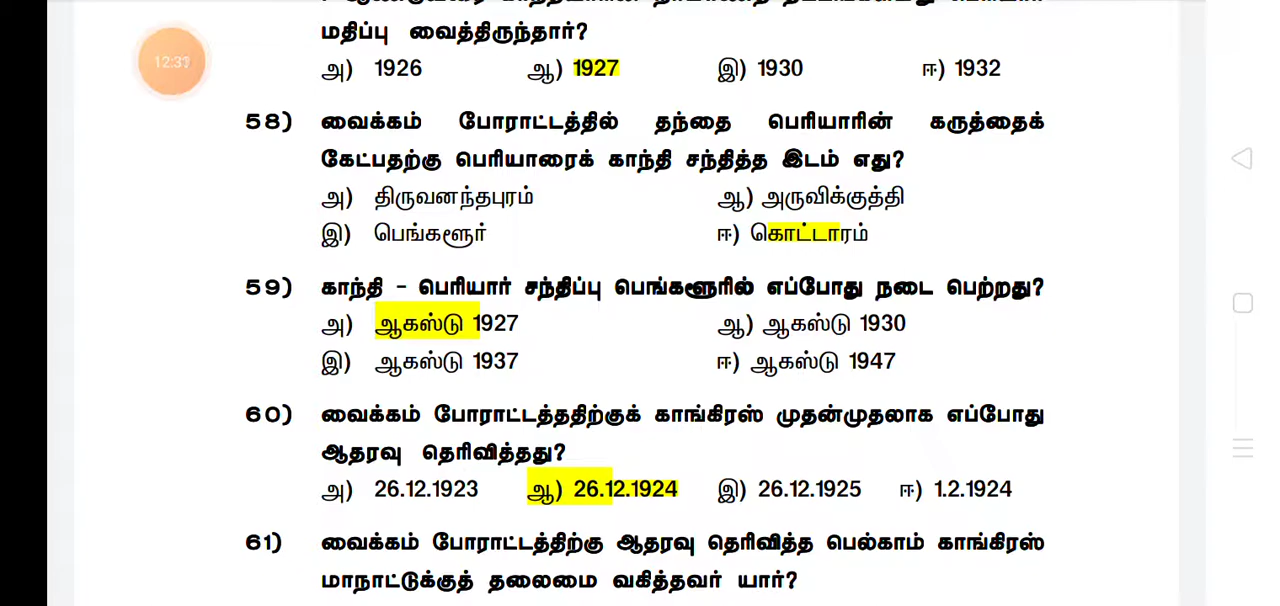 மதிப்பு வைத்திருந்தார்?
அ) 1926 ஆ) 1927 இ) 1930 ஈ) 1932
58) வைக்கம் போராட்டத்தில் தந்தை பெரியாரின் கருத்தைக்
கேட்பதற்கு பெரியாரைக் காந்தி சந்தித்த இடம் எது?
அ) திருவனந்தபுரம் ஆ) அருவிக்குத்தி
இ) பெங்களூர் ஈ) கொட்டாரம்
59) காந்தி - பெரியார் சந்திப்பு பெங்களூரில் எப்போது நடை பெற்றது?
அ) ஆகஸ்டு 1927 ஆ) ஆகஸ்டு 1930
இ) ஆகஸ்டு 1937 ஈ) ஆகஸ்டு 1947
60) வைக்கம் போராட்டத்ததிற்குக் காங்கிரஸ் முதன்முதலாக எப்போது
ஆதரவு தெரிவித்தது?
அ) 26.12.1923 ஆ) 26.12.1924 இ) 26.12.1925 ஈ) 1.2.1924
61) வைக்கம் போராட்டத்திற்கு ஆதரவு தெரிவித்த பெல்காம் காங்கிரஸ்
மாநாட்டுக்குத் தலைமை வகித்தவர் யார்?